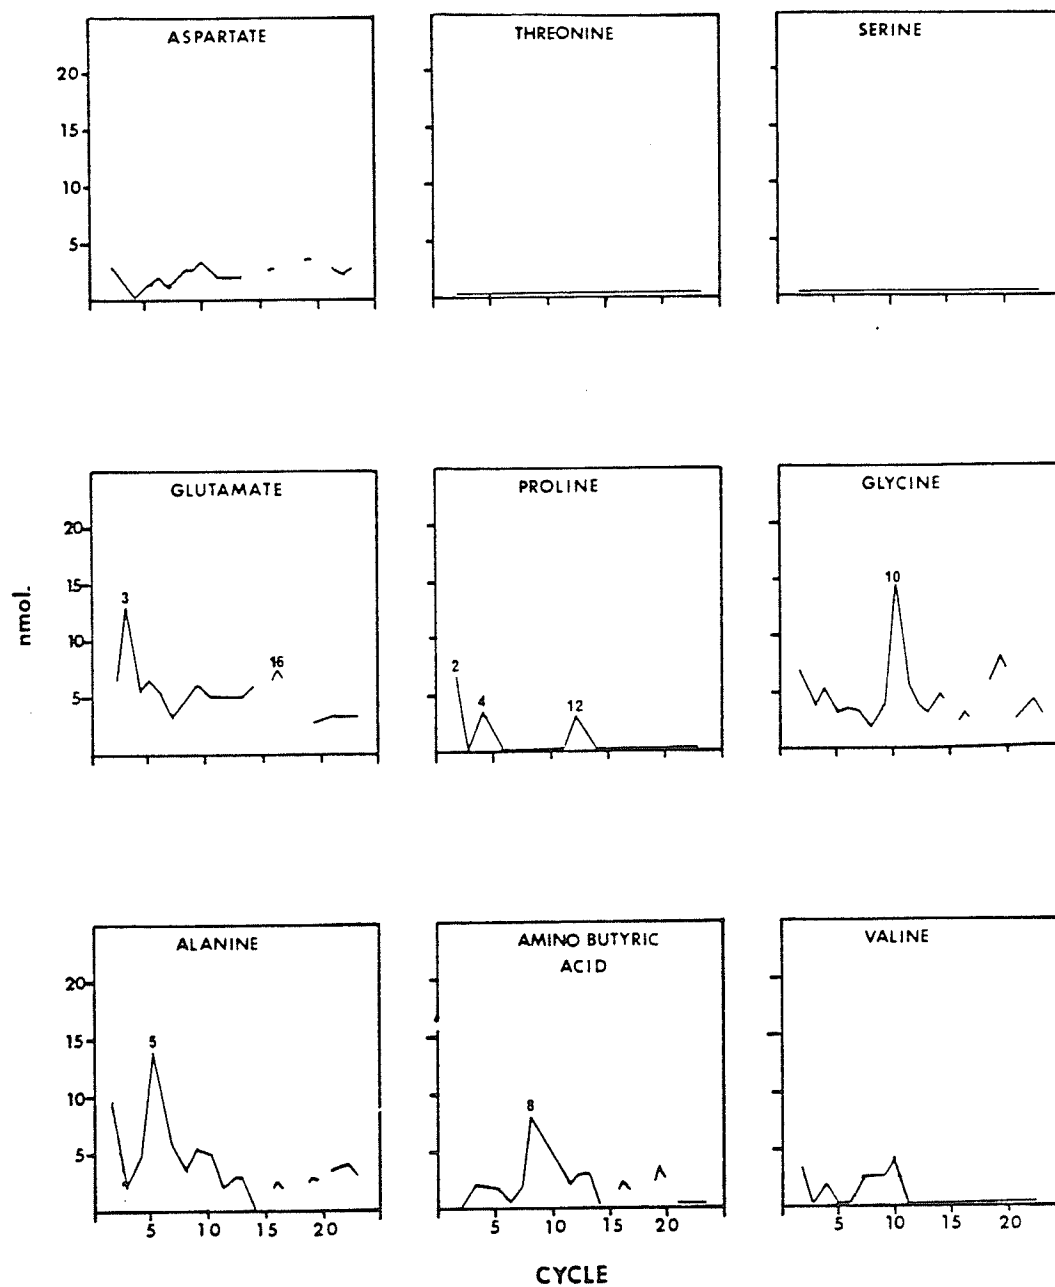 ASPARTATE THREONINE SERINE
20
15
10
5
GLUTAMATE PROLINE GLYCINE
20
15
10
5
3
16
2
4
12
10
nmol.
ALANINE AMINO BUTYRIC VALINE
ACID
20
15
10
5
5
8
5 10 15 20 5 10 15 20 5 10 15 20
CYCLE